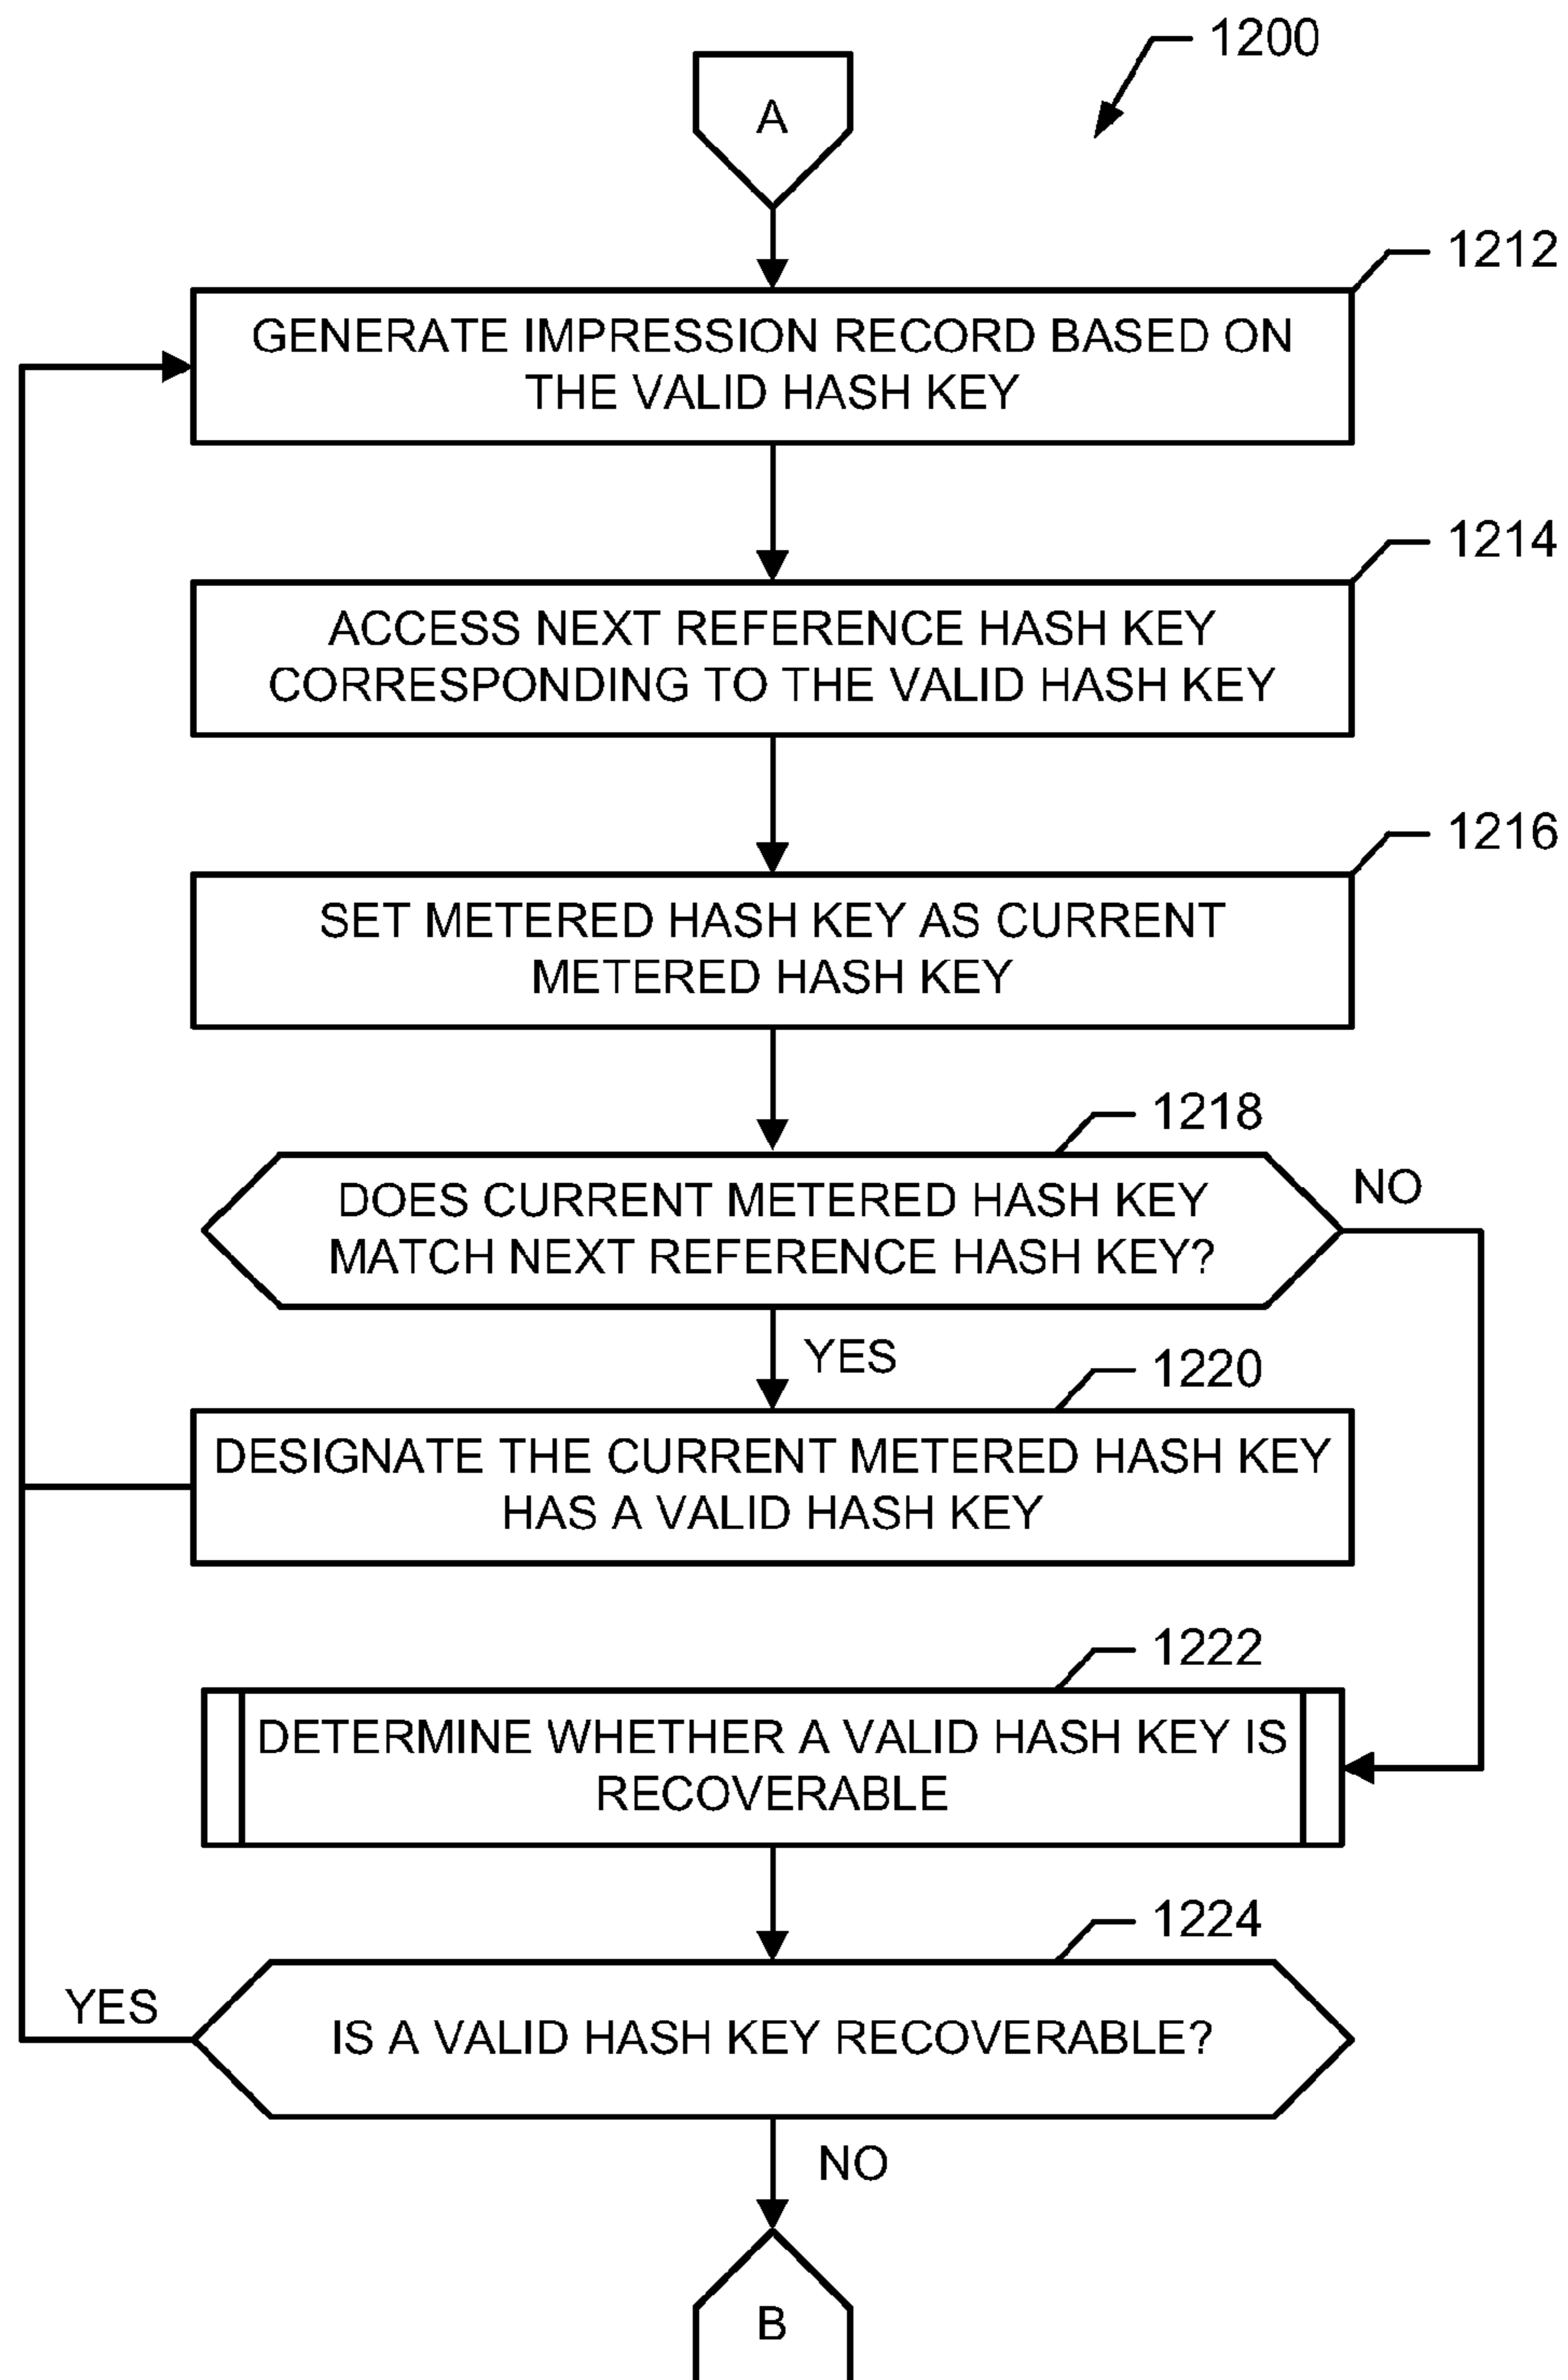 1200
A
1212
GENERATE IMPRESSION RECORD BASED ON
THE VALID HASH KEY
1214
ACCESS NEXT REFERENCE HASH KEY
CORRESPONDING TO THE VALID HASH KEY
1216
SET METERED HASH KEY AS CURRENT
METERED HASH KEY
1218
DOES CURRENT METERED HASH KEY
MATCH NEXT REFERENCE HASH KEY?
NO
YES
1220
DESIGNATE THE CURRENT METERED HASH KEY
HAS A VALID HASH KEY
1222
DETERMINE WHETHER A VALID HASH KEY IS
RECOVERABLE
1224
YES
IS A VALID HASH KEY RECOVERABLE?
NO
B